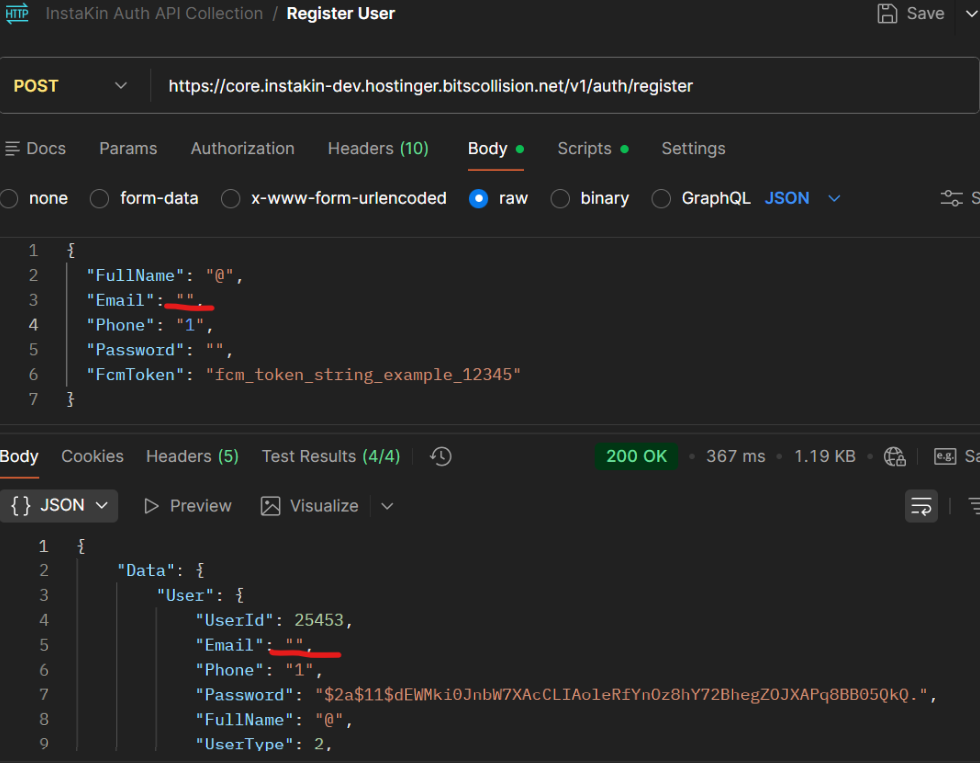 HTTP InstaKin Auth API Collection / Register User Save
POST https://core.instakin-dev.hostinger.bitscollision.net/v1/auth/register
Docs Params Authorization Headers (10) Body Scripts Settings
none form-data x-www-form-urlencoded raw binary GraphQL JSON S
1 {
2 "FullName": "@",
3 "Email": "",
4 "Phone": "1",
5 "Password": "",
6 "FcmToken": "fcm_token_string_example_12345"
7 }
Body Cookies Headers (5) Test Results (4/4) 200 OK • 367 ms • 1.19 KB • e.g. Sa
{} JSON Preview Visualize
1 {
2 "Data": {
3 "User": {
4 "UserId": 25453,
5 "Email": "",
6 "Phone": "1",
7 "Password": "$2a$11$dEWMki0JnbW7XAcCLIAoleRfYnOz8hY72BhegZOJXAPq8BB05QkQ.",
8 "FullName": "@",
9 "UserType": 2,